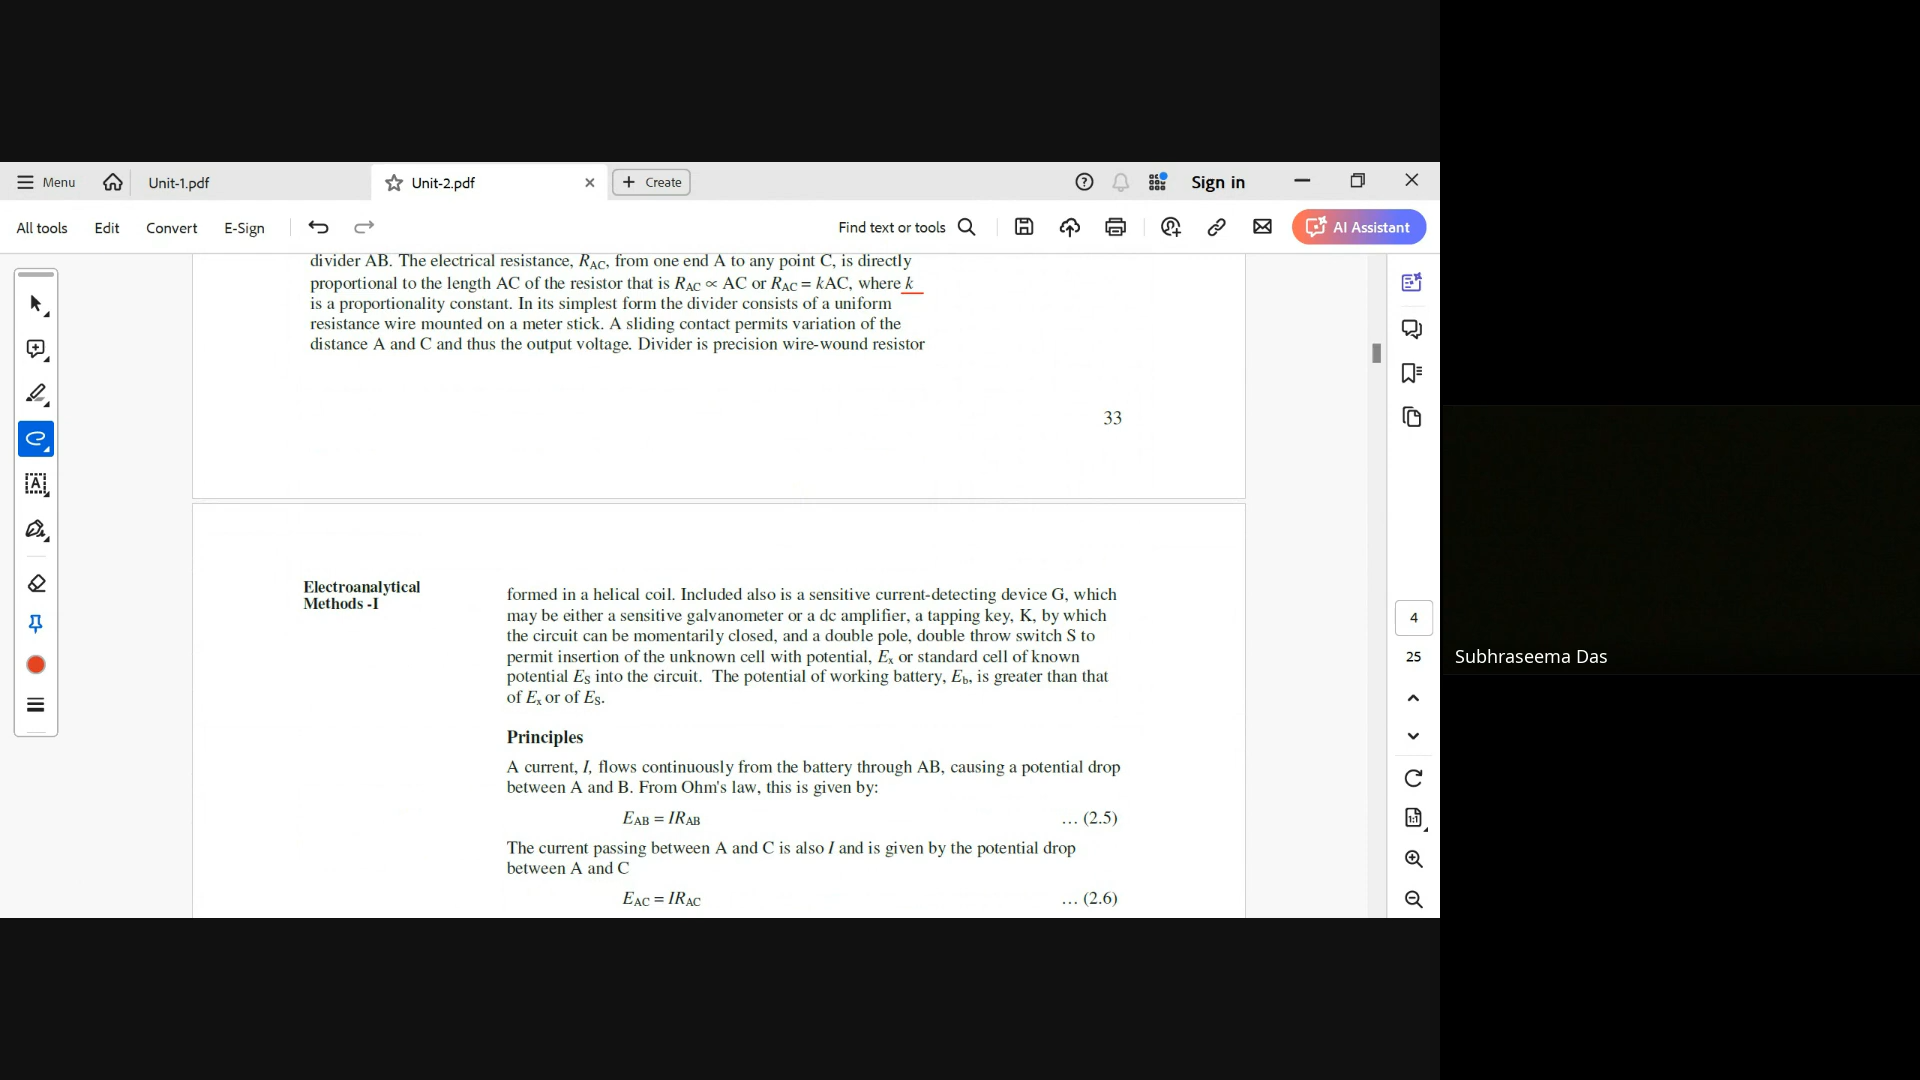 Menu
Unit-1.pdf
Unit-2.pdf
Create
Sign in
All tools
Edit
Convert
E-Sign
Find text or tools
AI Assistant
divider AB. The electrical resistance, RAC, from one end A to any point C, is directly
proportional to the length AC of the resistor that is RAC ∝ AC or RAC = kAC, where k
is a proportionality constant. In its simplest form the divider consists of a uniform
resistance wire mounted on a meter stick. A sliding contact permits variation of the
distance A and C and thus the output voltage. Divider is precision wire-wound resistor
33
Electroanalytical
Methods -I
formed in a helical coil. Included also is a sensitive current-detecting device G, which
may be either a sensitive galvanometer or a dc amplifier, a tapping key, K, by which
the circuit can be momentarily closed, and a double pole, double throw switch S to
permit insertion of the unknown cell with potential, Ex or standard cell of known
potential ES into the circuit. The potential of working battery, Eb, is greater than that
of Ex or of ES.
Principles
A current, I, flows continuously from the battery through AB, causing a potential drop
between A and B. From Ohm's law, this is given by:
EAB = IRAB … (2.5)
The current passing between A and C is also I and is given by the potential drop
between A and C
EAC = IRAC … (2.6)
4
25
1:1
Subhraseema Das